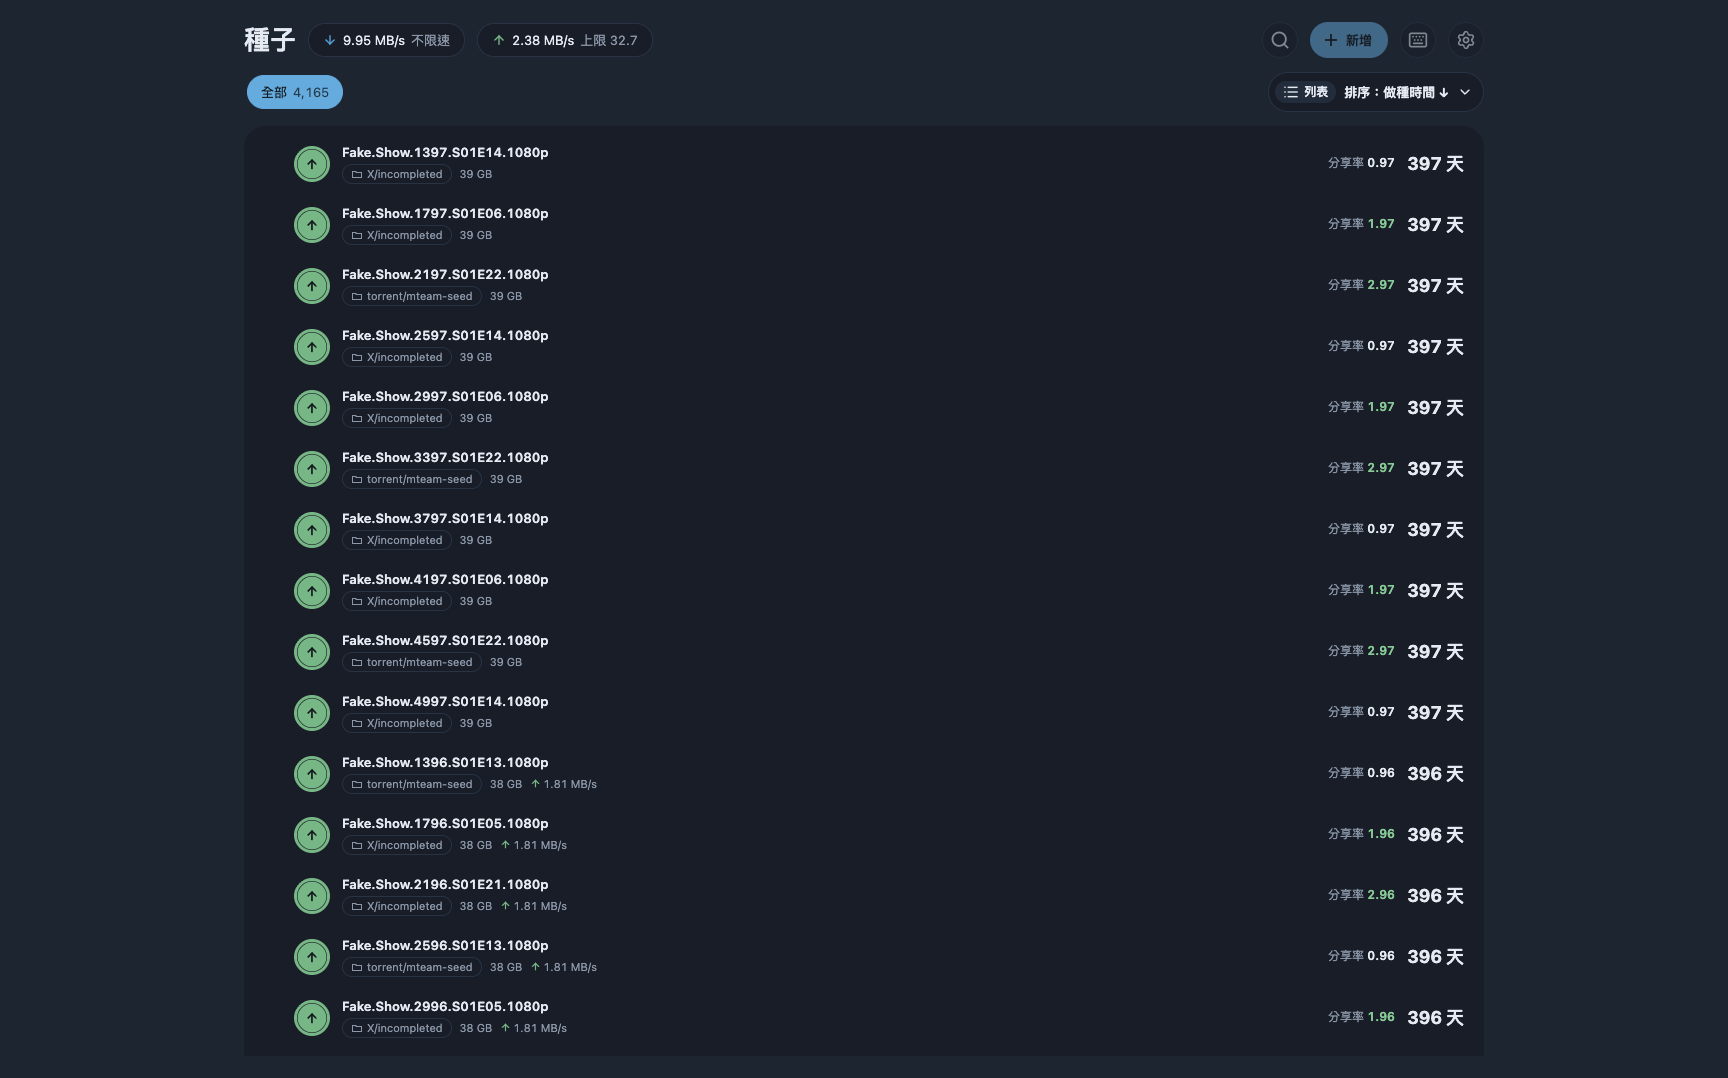 種子 9.95 MB/s 不限速 2.38 MB/s 上限 32.7 新增
全部 4,165 列表 排序：做種時間
Fake.Show.1397.S01E14.1080p
X/incompleted 39 GB 分享率 0.97 397 天
Fake.Show.1797.S01E06.1080p
X/incompleted 39 GB 分享率 1.97 397 天
Fake.Show.2197.S01E22.1080p
torrent/mteam-seed 39 GB 分享率 2.97 397 天
Fake.Show.2597.S01E14.1080p
X/incompleted 39 GB 分享率 0.97 397 天
Fake.Show.2997.S01E06.1080p
X/incompleted 39 GB 分享率 1.97 397 天
Fake.Show.3397.S01E22.1080p
torrent/mteam-seed 39 GB 分享率 2.97 397 天
Fake.Show.3797.S01E14.1080p
X/incompleted 39 GB 分享率 0.97 397 天
Fake.Show.4197.S01E06.1080p
X/incompleted 39 GB 分享率 1.97 397 天
Fake.Show.4597.S01E22.1080p
torrent/mteam-seed 39 GB 分享率 2.97 397 天
Fake.Show.4997.S01E14.1080p
X/incompleted 39 GB 分享率 0.97 397 天
Fake.Show.1396.S01E13.1080p
torrent/mteam-seed 38 GB 1.81 MB/s 分享率 0.96 396 天
Fake.Show.1796.S01E05.1080p
X/incompleted 38 GB 1.81 MB/s 分享率 1.96 396 天
Fake.Show.2196.S01E21.1080p
X/incompleted 38 GB 1.81 MB/s 分享率 2.96 396 天
Fake.Show.2596.S01E13.1080p
torrent/mteam-seed 38 GB 1.81 MB/s 分享率 0.96 396 天
Fake.Show.2996.S01E05.1080p
X/incompleted 38 GB 1.81 MB/s 分享率 1.96 396 天